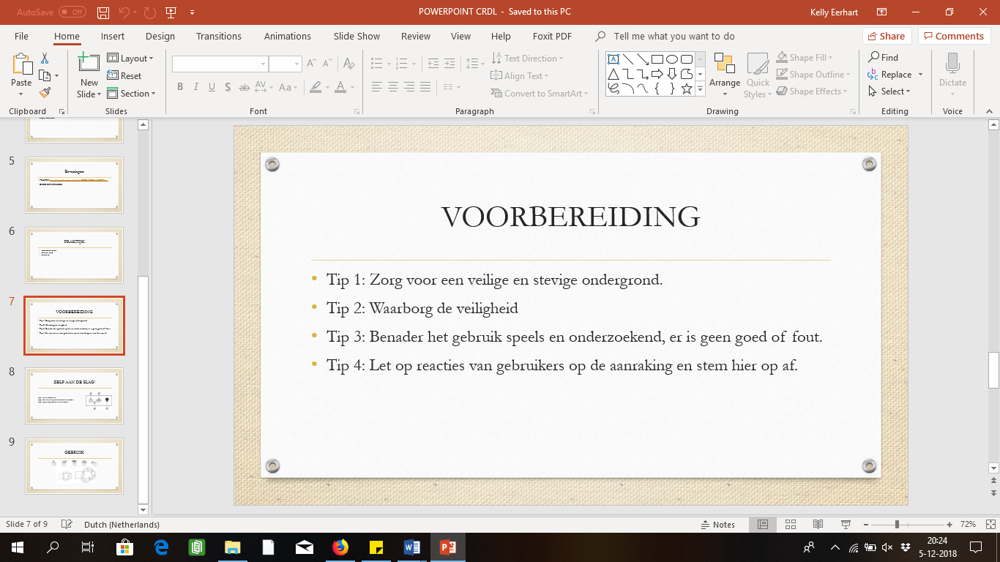 AutoSave Off
POWERPOINT CRDL - Saved to this PC
Kelly Eerhart
File Home Insert Design Transitions Animations Slide Show Review View Help Foxit PDF Tell me what you want to do
Share Comments
Paste
New Slide
Layout
Reset
Section
Text Direction
Align Text
Convert to SmartArt
Arrange
Quick Styles
Shape Fill
Shape Outline
Shape Effects
Find
Replace
Select
Dictate
Clipboard Slides Font Paragraph Drawing Editing Voice
5
Ervaringen
6
PRAKTIJK
7
VOORBEREIDING
8
ZELF AAN DE SLAG!
9
GEBRUIK
VOORBEREIDING
• Tip 1: Zorg voor een veilige en stevige ondergrond.
• Tip 2: Waarborg de veiligheid
• Tip 3: Benader het gebruik speels en onderzoekend, er is geen goed of fout.
• Tip 4: Let op reacties van gebruikers op de aanraking en stem hier op af.
Slide 7 of 9 Dutch (Netherlands) Notes 72%
20:24
5-12-2018